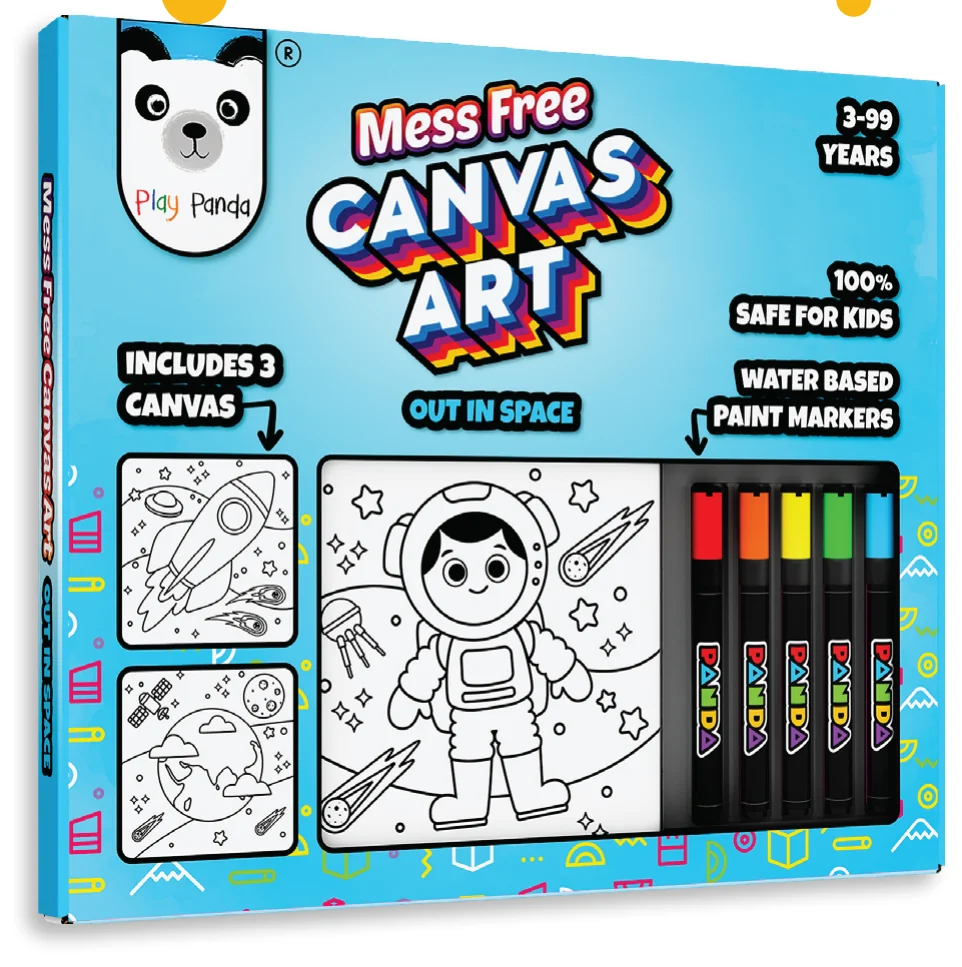 ®
Play Panda
Mess Free
CANVAS
ART
OUT IN SPACE
3-99
YEARS
100%
SAFE FOR KIDS
WATER BASED
PAINT MARKERS
INCLUDES 3
CANVAS
Mess Free Canvas Art OUT IN SPACE
PANDA
PANDA
PANDA
PANDA
PANDA